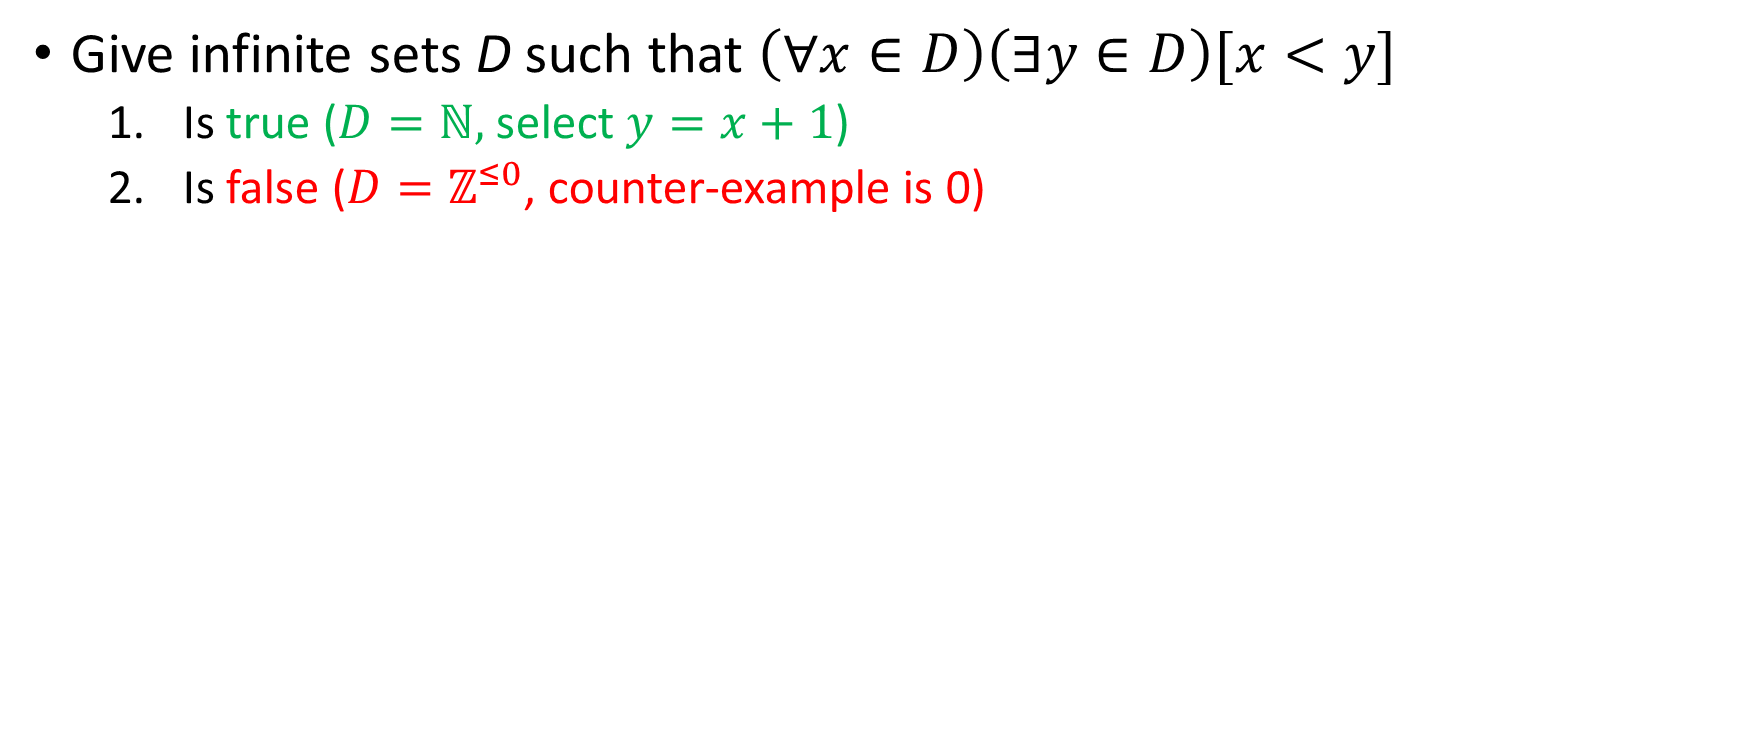 • Give infinite sets D such that (∀x ∈ D)(∃y ∈ D)[x < y]
1. Is true (D = ℕ, select y = x + 1)
2. Is false (D = ℤ^≤0, counter-example is 0)